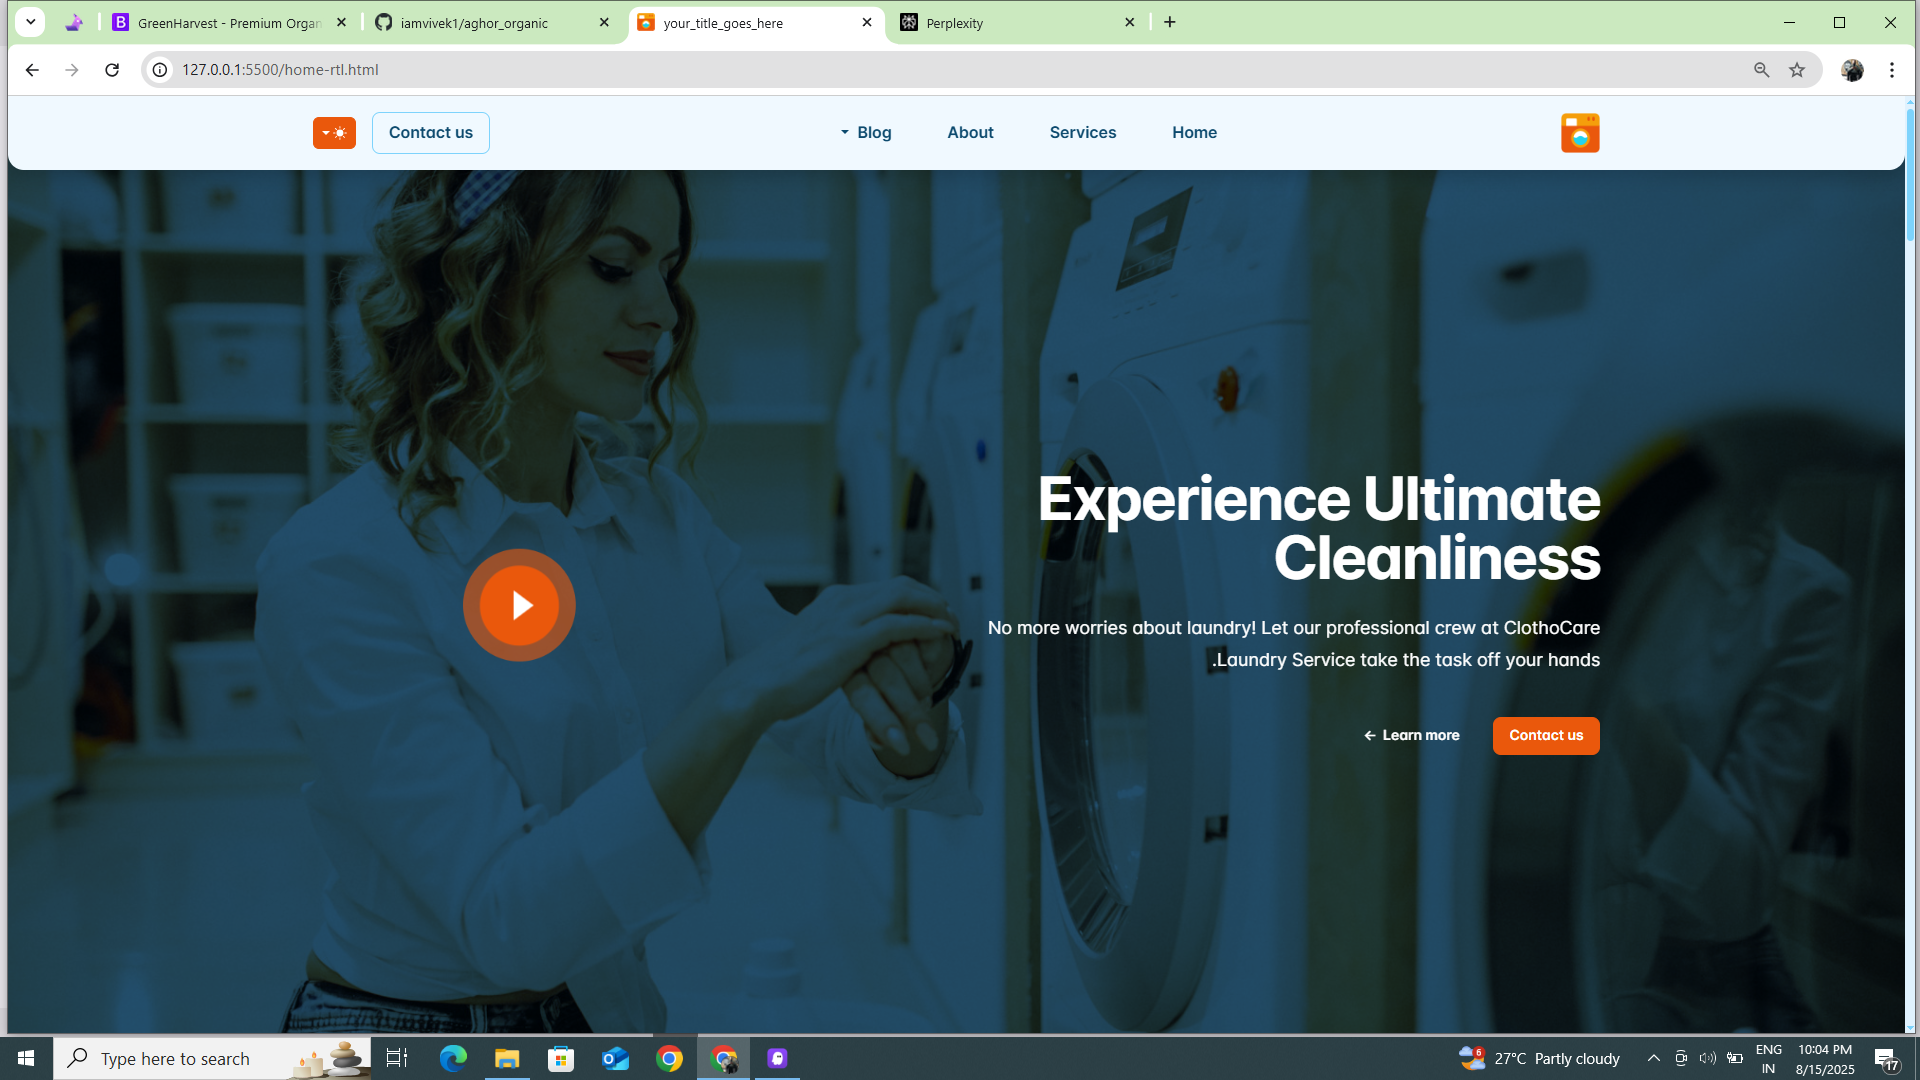 GreenHarvest - Premium Organ
iamvivek1/aghor_organic
your_title_goes_here
Perplexity
127.0.0.1:5500/home-rtl.html
Contact us
Blog
About
Services
Home
Experience Ultimate
Cleanliness
No more worries about laundry! Let our professional crew at ClothoCare
.Laundry Service take the task off your hands
← Learn more
Contact us
Type here to search
6
27°C Partly cloudy
ENG
IN
10:04 PM
8/15/2025
17